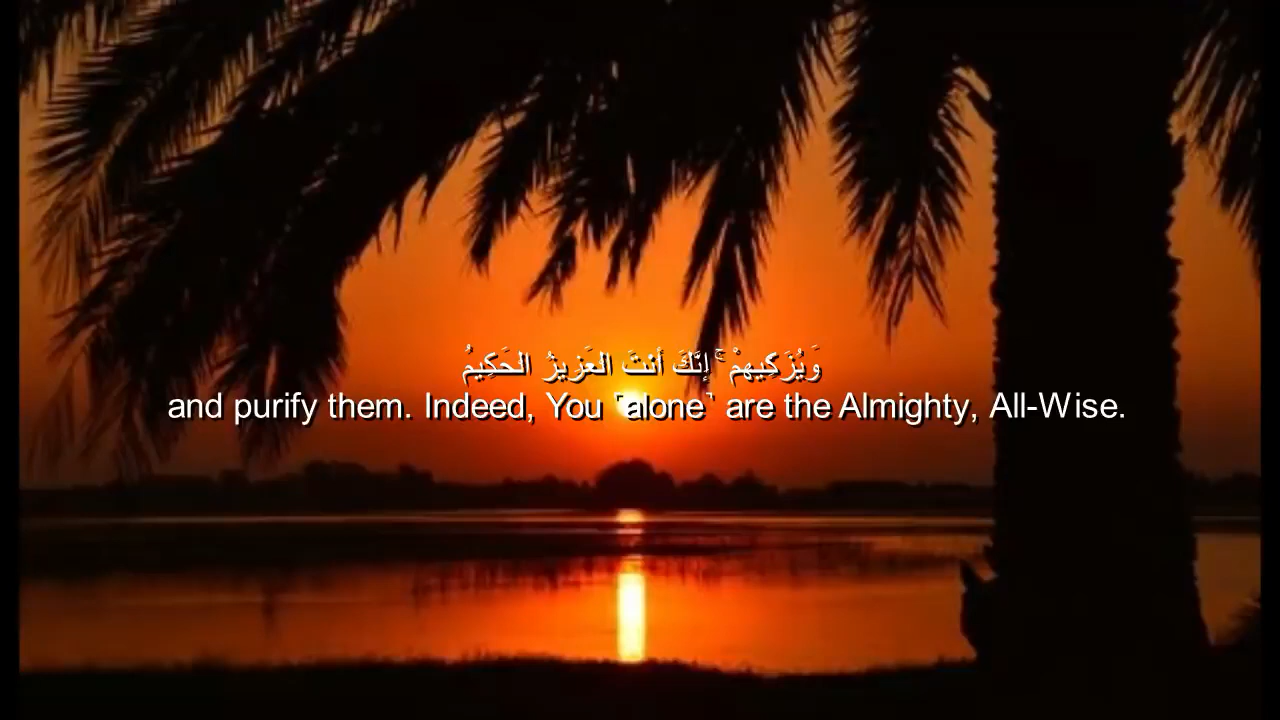 وَيُزَكِّيهِمْ ۚ إِنَّكَ أَنتَ الْعَزِيزُ الْحَكِيمُ
and purify them. Indeed, You ˹alone˺ are the Almighty, All-Wise.